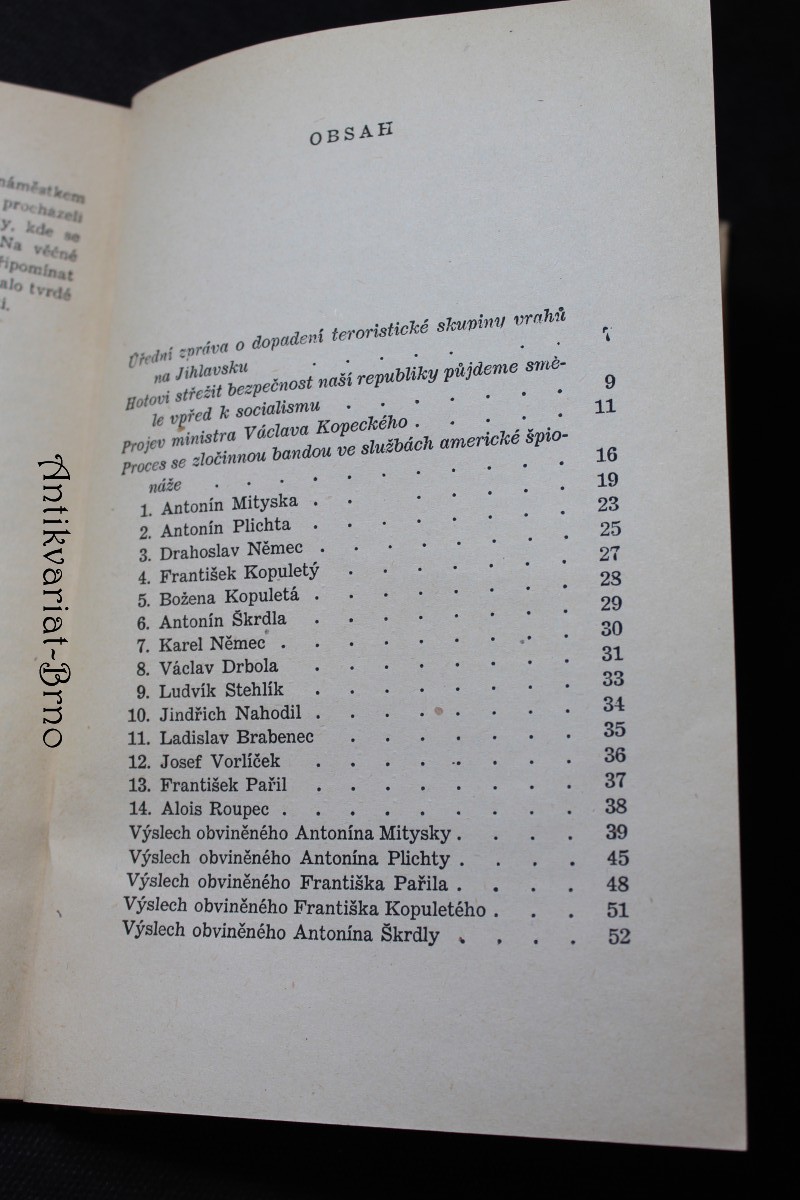 náměstkem
procházeli
y, kde se
Na věčné
řipomínat
alo tvrdé
i.
OBSAH
Úřední zpráva o dopadení teroristické skupiny vrahů
na Jihlavsku . . . . . . 7
Hotovi střežit bezpečnost naší republiky půjdeme smě-
le vpřed k socialismu . . . . . . 9
Projev ministra Václava Kopeckého . . . . . 11
Proces se zločinnou bandou ve službách americké špio-
náže . . . . . . . . . 16
1. Antonín Mityska . . . . . . . 19
2. Antonín Plichta . . . . . . . 23
3. Drahoslav Němec . . . . . . . 25
4. František Kopuletý . . . . . . 27
5. Božena Kopuletá . . . . . . . 28
6. Antonín Škrdla . . . . . . . 29
7. Karel Němec . . . . . . . . 30
8. Václav Drbola . . . . . . . 31
9. Ludvík Stehlík . . . . . . . 33
10. Jindřich Nahodil . . . . . . . 34
11. Ladislav Brabenec . . . . . . 35
12. Josef Vorlíček . . . . . . . 36
13. František Pařil . . . . . . . 37
14. Alois Roupec . . . . . . . . 38
Výslech obviněného Antonína Mitysky . . . . 39
Výslech obviněného Antonína Plichty . . . . 45
Výslech obviněného Františka Pařila . . . . 48
Výslech obviněného Františka Kopuletého . . . 51
Výslech obviněného Antonína Škrdly . . . . 52
Antikvariat~Brno